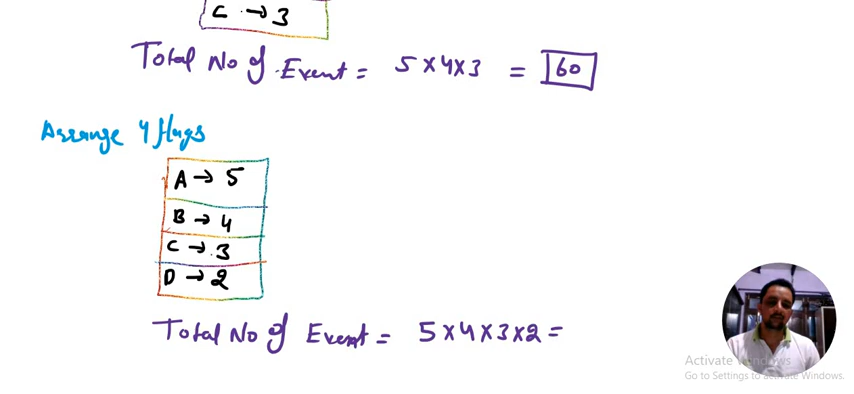 C → 3
Total No of Event = 5 x 4 x 3 = 60
Arrange 4 flags
A → 5
B → 4
C → 3
D → 2
Total No of Event = 5 x 4 x 3 x 2 =
Activate Windows
Go to Settings to activate Windows.